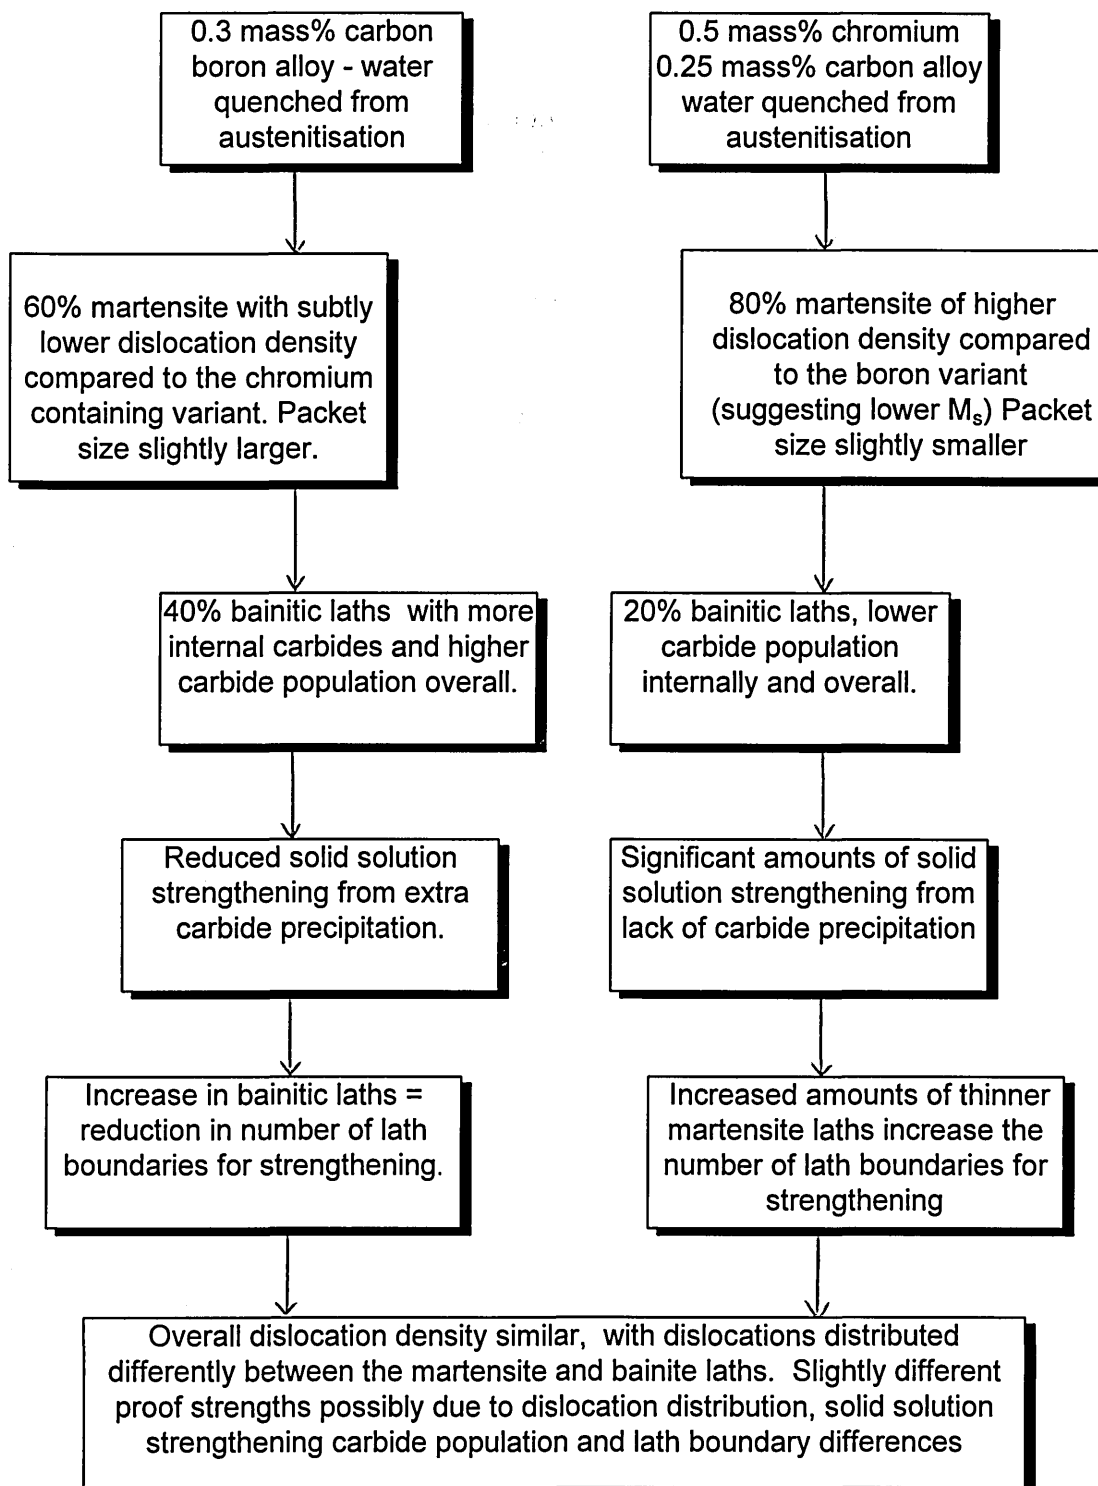 0.3 mass% carbon
boron alloy - water
quenched from
austenitisation
0.5 mass% chromium
0.25 mass% carbon alloy
water quenched from
austenitisation
60% martensite with subtly
lower dislocation density
compared to the chromium
containing variant. Packet
size slightly larger.
80% martensite of higher
dislocation density compared
to the boron variant
(suggesting lower Ms) Packet
size slightly smaller
40% bainitic laths with more
internal carbides and higher
carbide population overall.
20% bainitic laths, lower
carbide population
internally and overall.
Reduced solid solution
strengthening from extra
carbide precipitation.
Significant amounts of solid
solution strengthening from
lack of carbide precipitation
Increase in bainitic laths =
reduction in number of lath
boundaries for strengthening.
Increased amounts of thinner
martensite laths increase the
number of lath boundaries for
strengthening
Overall dislocation density similar, with dislocations distributed
differently between the martensite and bainite laths. Slightly different
proof strengths possibly due to dislocation distribution, solid solution
strengthening carbide population and lath boundary differences